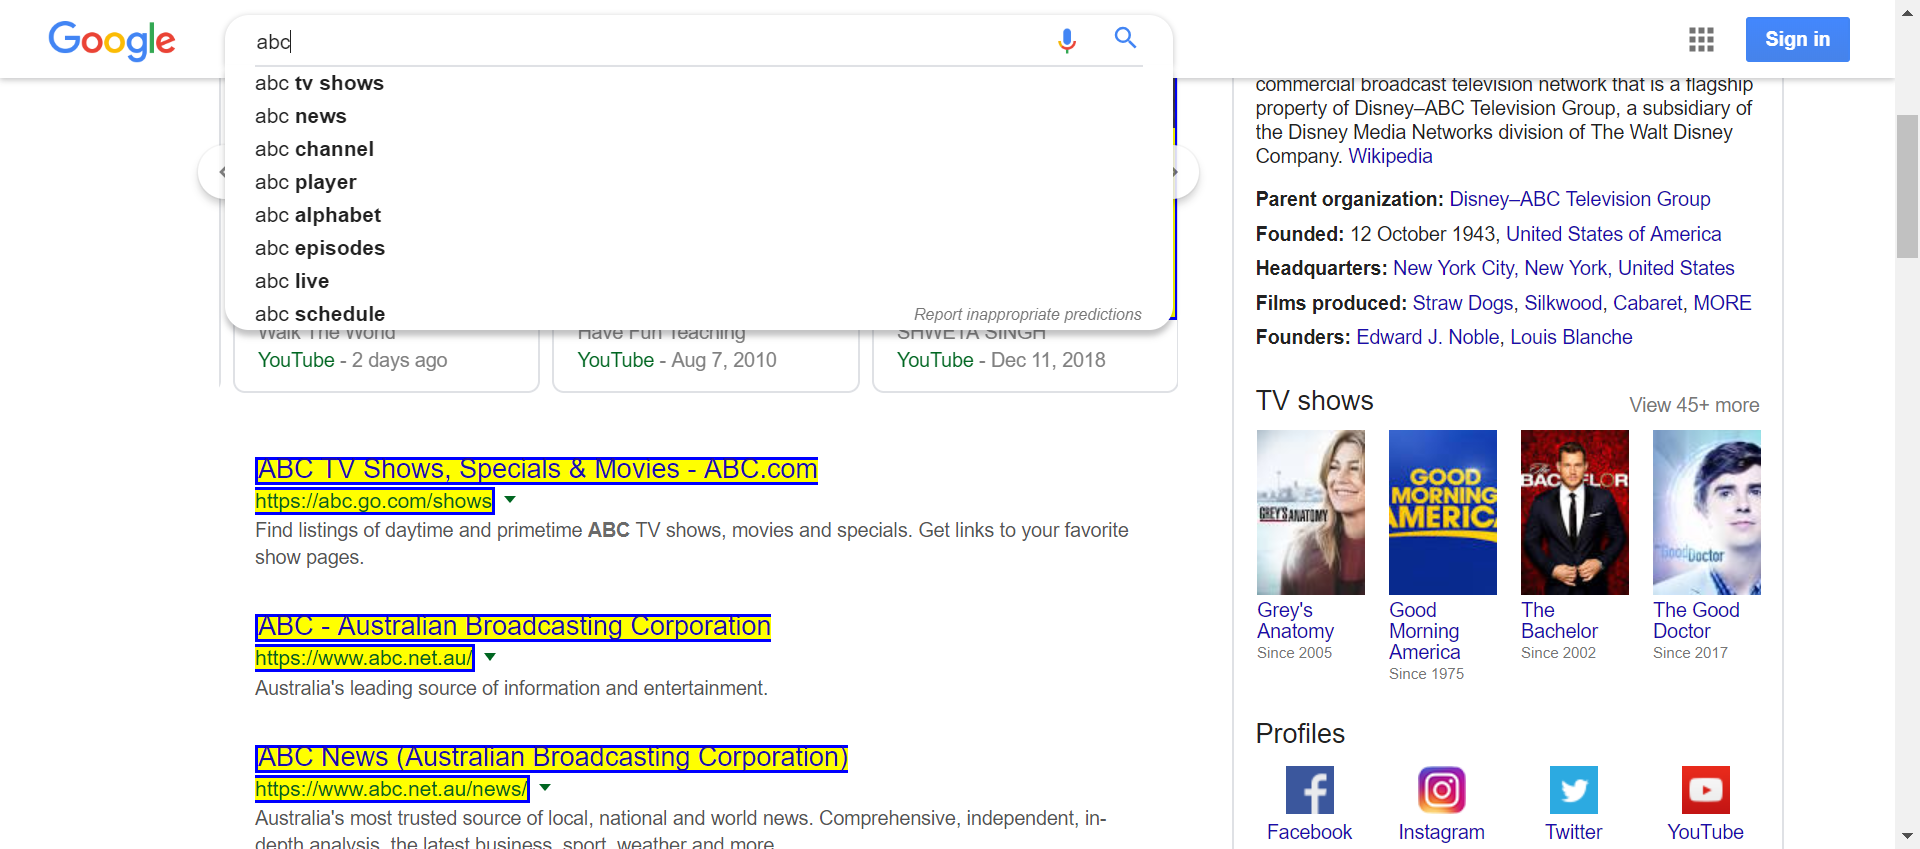 Google
abc
Sign in
abc tv shows
abc news
abc channel
abc player
abc alphabet
abc episodes
abc live
abc schedule
Report inappropriate predictions
Walk The World
YouTube - 2 days ago
Have Fun Teaching
YouTube - Aug 7, 2010
SHWETA SINGH
YouTube - Dec 11, 2018
ABC TV Shows, Specials & Movies - ABC.com
https://abc.go.com/shows
Find listings of daytime and primetime ABC TV shows, movies and specials. Get links to your favorite
show pages.
ABC - Australian Broadcasting Corporation
https://www.abc.net.au/
Australia's leading source of information and entertainment.
ABC News (Australian Broadcasting Corporation)
https://www.abc.net.au/news/
Australia's most trusted source of local, national and world news. Comprehensive, independent, in-
depth analysis, the latest business, sport, weather and more.
commercial broadcast television network that is a flagship
property of Disney–ABC Television Group, a subsidiary of
the Disney Media Networks division of The Walt Disney
Company. Wikipedia
Parent organization: Disney–ABC Television Group
Founded: 12 October 1943, United States of America
Headquarters: New York City, New York, United States
Films produced: Straw Dogs, Silkwood, Cabaret, MORE
Founders: Edward J. Noble, Louis Blanche
TV shows
View 45+ more
GREY'S ANATOMY
GOOD
MORNING
AMERICA
The
BACHELOR
The Good Doctor
Grey's
Anatomy
Since 2005
Good
Morning
America
Since 1975
The
Bachelor
Since 2002
The Good
Doctor
Since 2017
Profiles
Facebook
Instagram
Twitter
YouTube